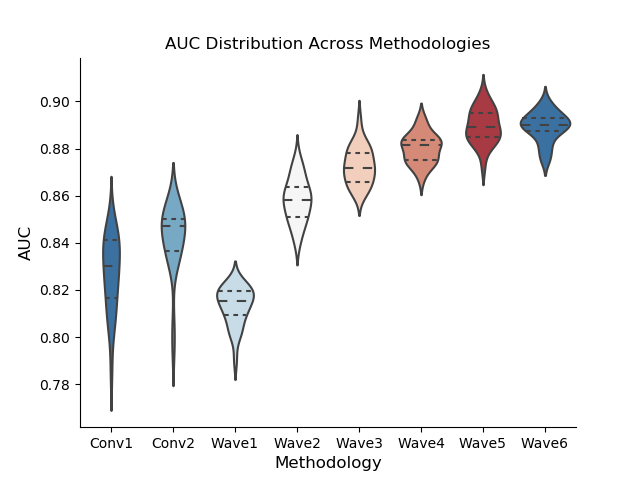 AUC Distribution Across Methodologies
AUC
0.90
0.88
0.86
0.84
0.82
0.80
0.78
Conv1 Conv2 Wave1 Wave2 Wave3 Wave4 Wave5 Wave6
Methodology